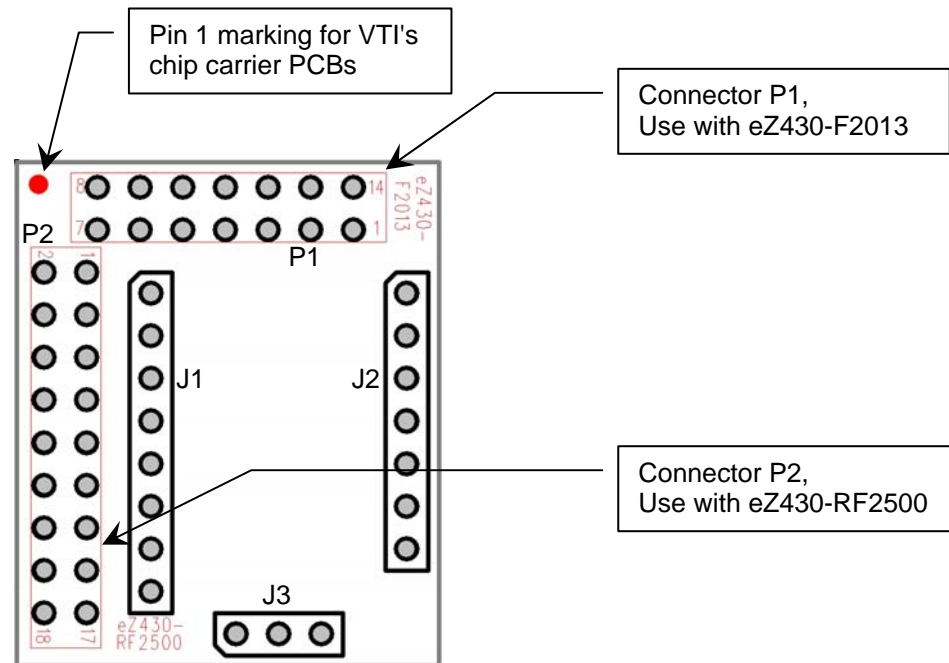 Pin 1 marking for VTI's
chip carrier PCBs
Connector P1,
Use with eZ430-F2013
8
14
eZ430-
F2013
7
1
P2
P1
2
1
J1
J2
Connector P2,
Use with eZ430-RF2500
J3
18
17
eZ430-
RF2500